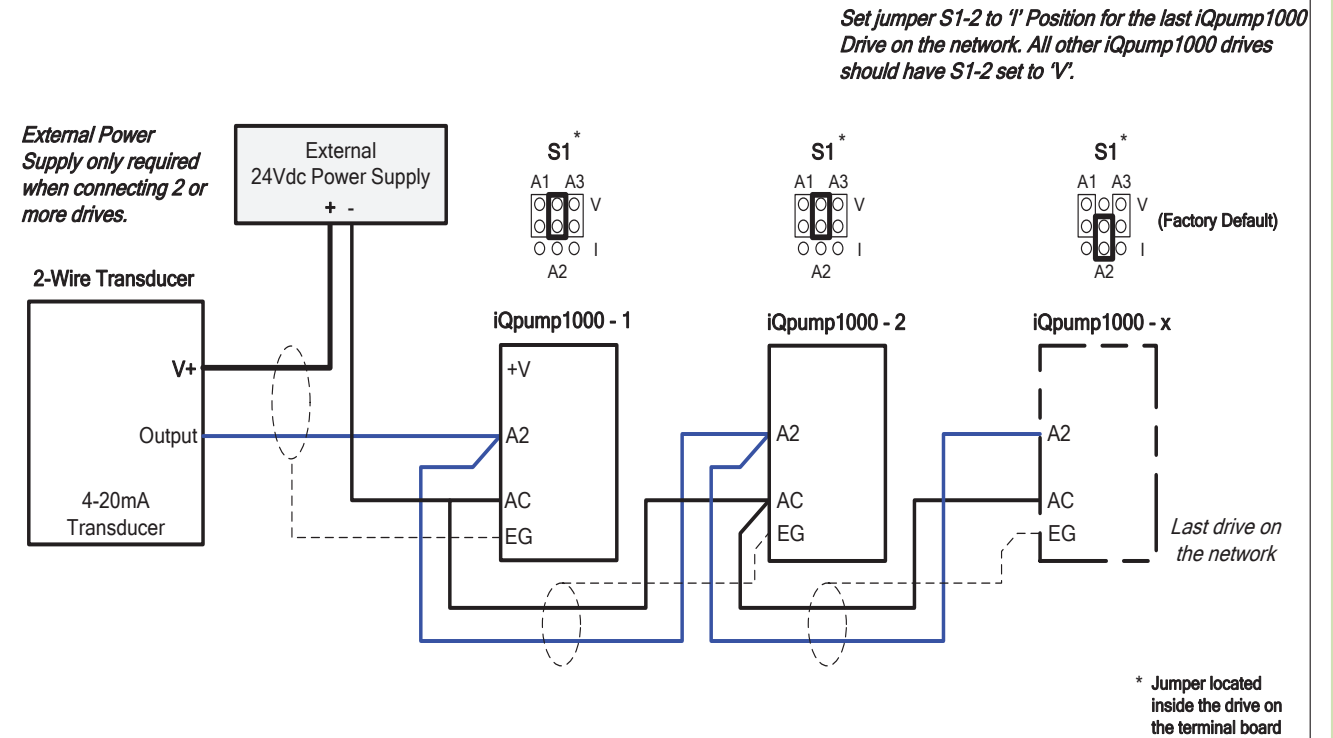 Set jumper S1-2 to 'I' Position for the last iQpump1000
Drive on the network. All other iQpump1000 drives
should have S1-2 set to 'V'.
External Power
Supply only required
when connecting 2 or
more drives.
External
24Vdc Power Supply
+ -
S1*
A1 A3
V
I
A2
S1*
A1 A3
V
I
A2
S1*
A1 A3
V
(Factory Default)
I
A2
2-Wire Transducer
V+
Output
4-20mA
Transducer
iQpump1000 - 1
+V
A2
AC
EG
iQpump1000 - 2
A2
AC
EG
iQpump1000 - x
A2
AC
EG
Last drive on
the network
* Jumper located
inside the drive on
the terminal board